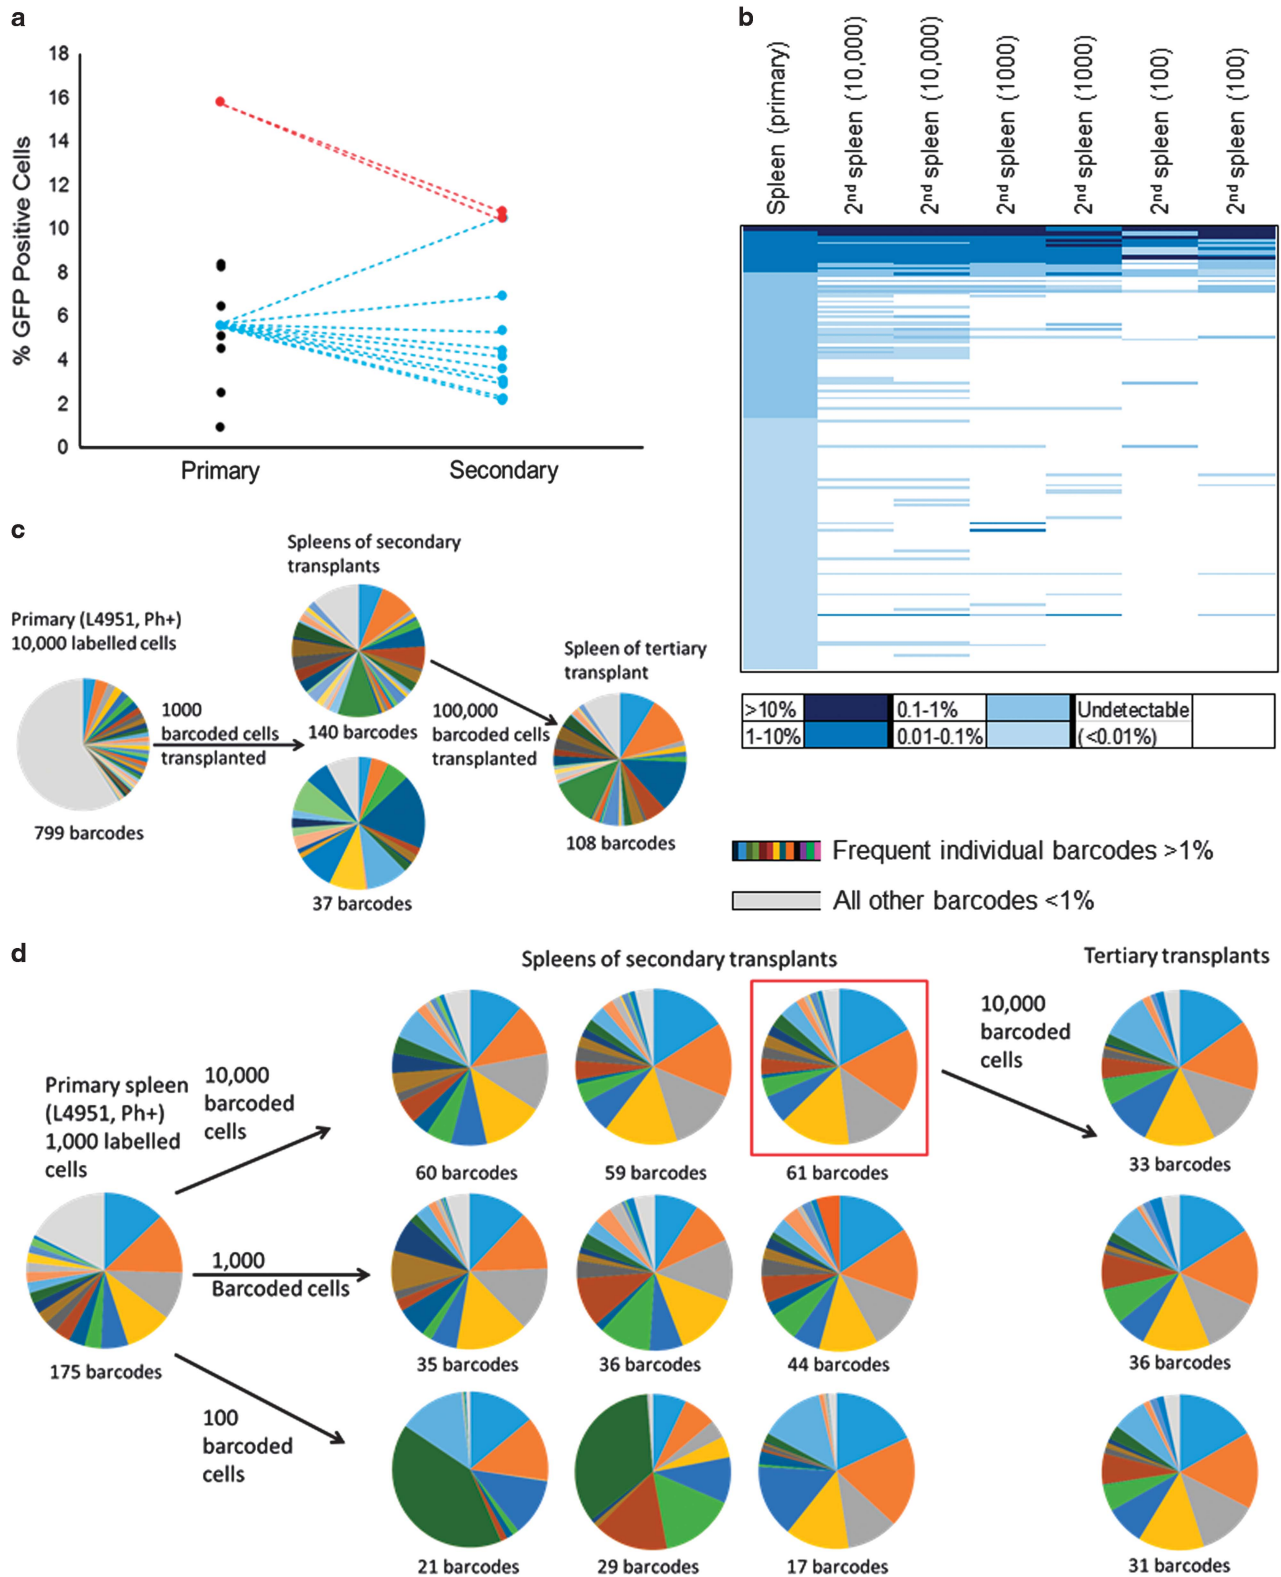 a
18
16
14
12
10
8
6
4
2
0
% GFP Positive Cells
Primary
Secondary
b
Spleen (primary)
2nd spleen (10,000)
2nd spleen (10,000)
2nd spleen (1000)
2nd spleen (1000)
2nd spleen (100)
2nd spleen (100)
>10%
0.1-1%
Undetectable
1-10%
0.01-0.1%
(<0.01%)
c
Spleens of secondary
transplants
Primary (L4951, Ph+)
10,000 labelled cells
799 barcodes
1000
barcoded cells
transplanted
140 barcodes
37 barcodes
100,000
barcoded cells
transplanted
Spleen of tertiary
transplant
108 barcodes
Frequent individual barcodes >1%
All other barcodes <1%
d
Spleens of secondary transplants
Tertiary transplants
Primary spleen
(L4951, Ph+)
1,000 labelled
cells
175 barcodes
10,000
barcoded
cells
60 barcodes
59 barcodes
61 barcodes
10,000
barcoded
cells
33 barcodes
1,000
Barcoded cells
35 barcodes
36 barcodes
44 barcodes
36 barcodes
100
barcoded
cells
21 barcodes
29 barcodes
17 barcodes
31 barcodes